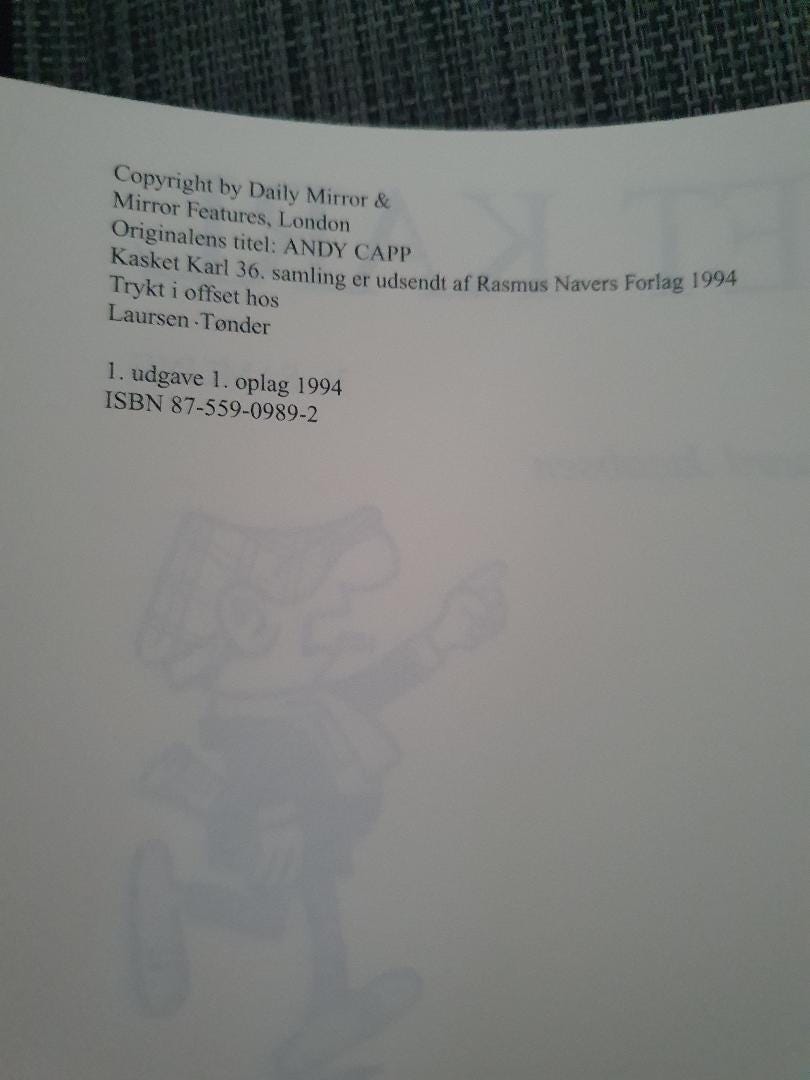 Copyright by Daily Mirror &
Mirror Features, London
Originalens titel: ANDY CAPP
Kasket Karl 36. samling er udsendt af Rasmus Navers Forlag 1994
Trykt i offset hos
Laursen · Tønder
1. udgave 1. oplag 1994
ISBN 87-559-0989-2